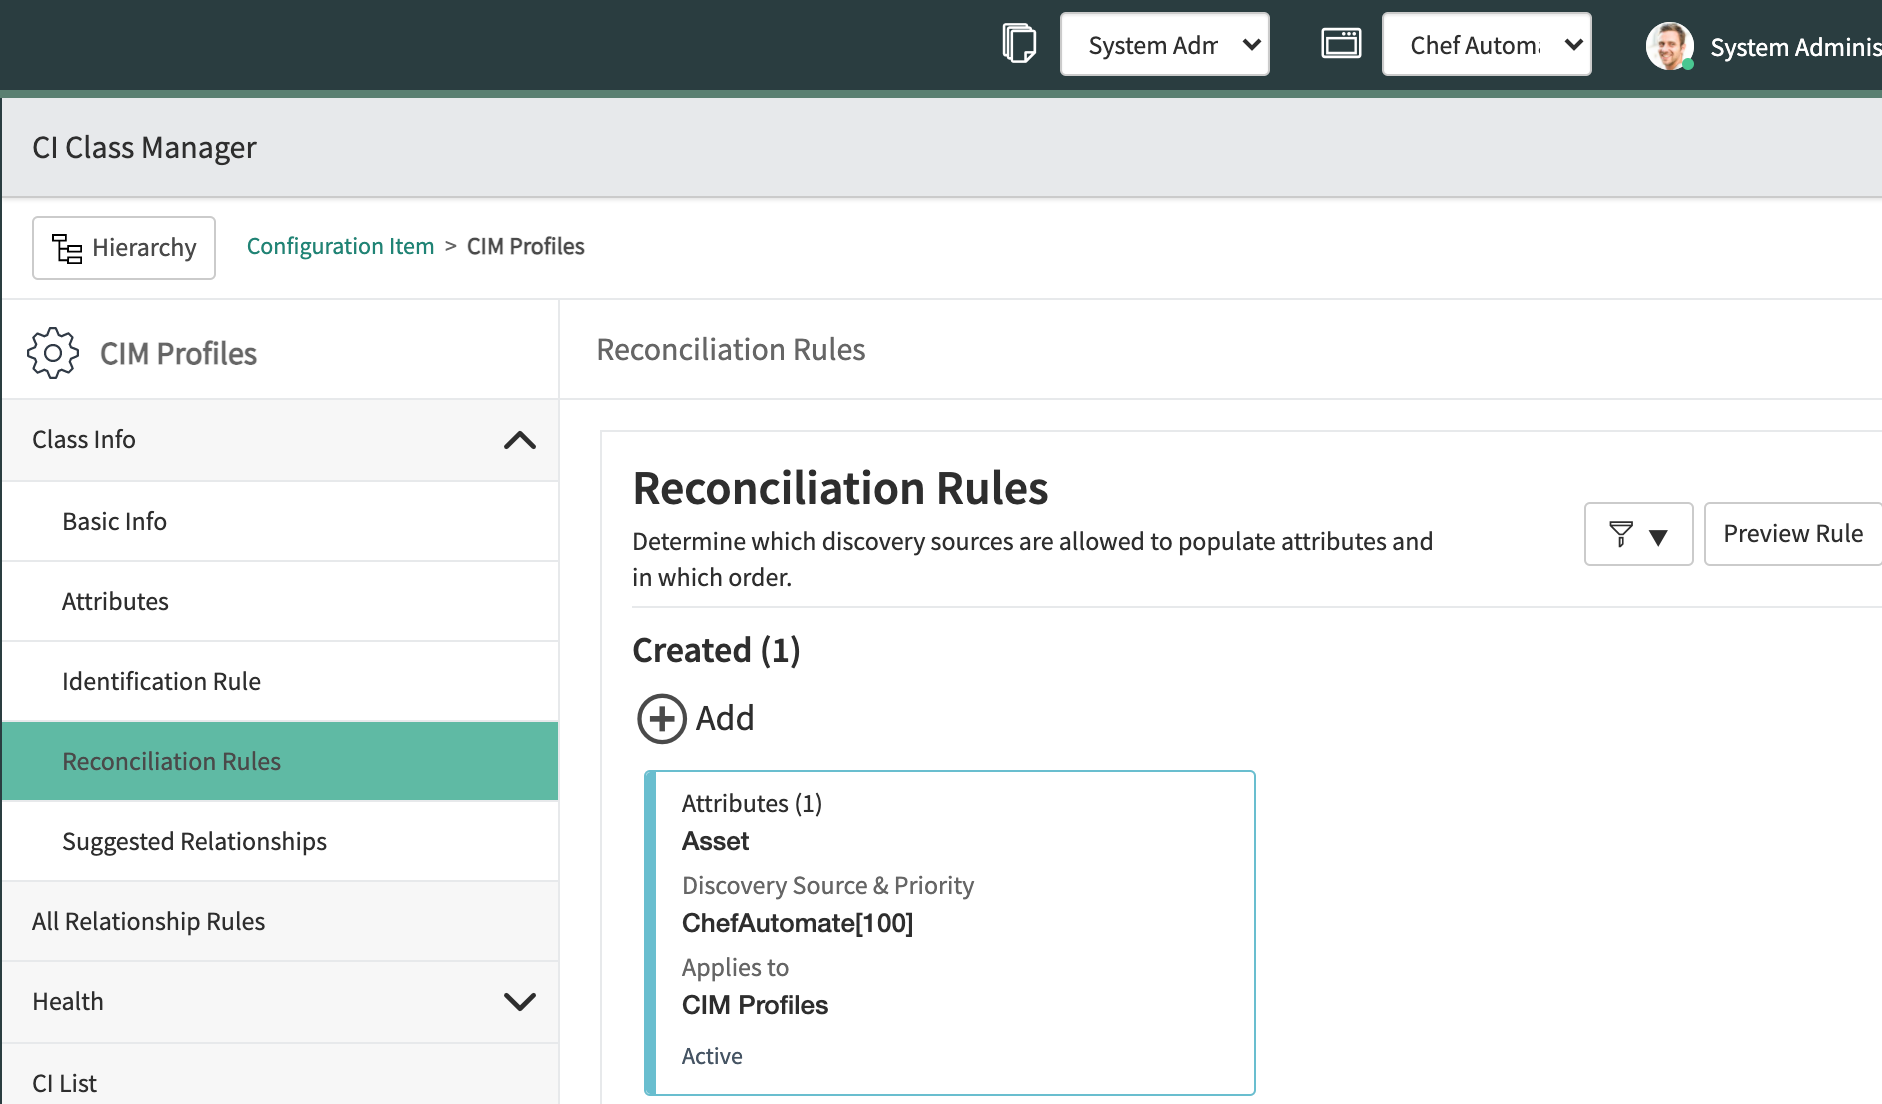 System Adm
Chef Autom
System Adminis
CI Class Manager
Hierarchy
Configuration Item > CIM Profiles
CIM Profiles
Class Info
Basic Info
Attributes
Identification Rule
Reconciliation Rules
Suggested Relationships
All Relationship Rules
Health
CI List
Reconciliation Rules
Reconciliation Rules
Determine which discovery sources are allowed to populate attributes and
in which order.
Preview Rule
Created (1)
Add
Attributes (1)
Asset
Discovery Source & Priority
ChefAutomate[100]
Applies to
CIM Profiles
Active